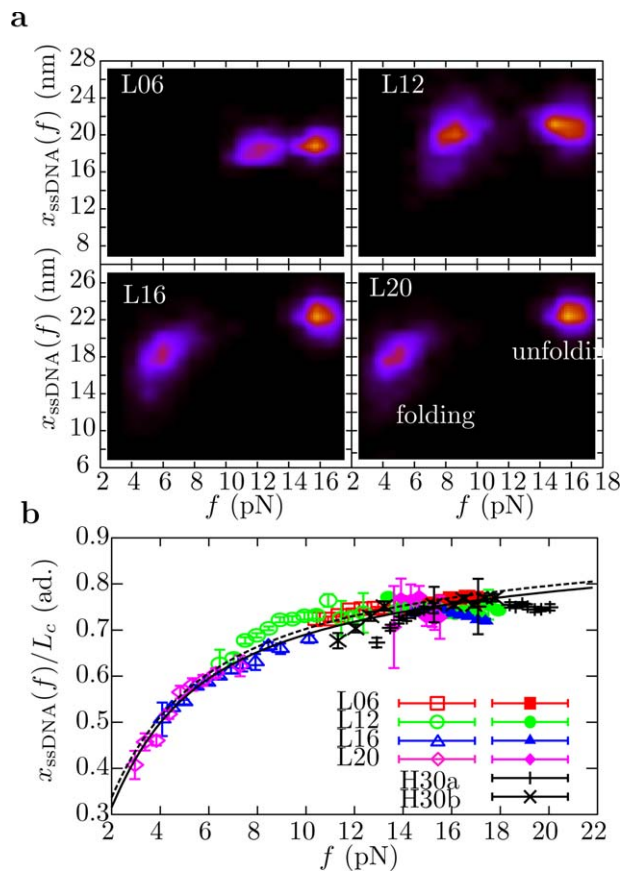 a
28
24
20
16
12
8
x_ssDNA(f) (nm)
L06
L12
26
22
18
14
10
6
x_ssDNA(f) (nm)
L16
L20
unfoldin
folding
2 4 6 8 10 12 14 16
2 4 6 8 10 12 14 16 18
f (pN)
f (pN)
b
0.9
0.8
0.7
0.6
0.5
0.4
0.3
x_ssDNA(f)/L_c (ad.)
L06
L12
L16
L20
H30a
H30b
2 4 6 8 10 12 14 16 18 20 22
f (pN)